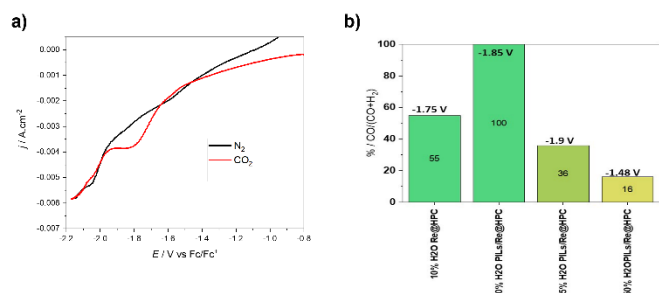 a)
0.000
-0.001
-0.002
-0.003
-0.004
-0.005
-0.006
-0.007
j / A.cm⁻²
N₂
CO₂
-2.2 -2.0 -1.8 -1.6 -1.4 -1.2 -1.0 -0.8
E / V vs Fc/Fc⁺
b)
100
80
60
40
20
0
% / CO/(CO+H₂)
-1.75 V
55
-1.85 V
100
-1.9 V
36
-1.48 V
16
10% H2O Re@HPC
0% H2O PILs/Re@HPC
5% H2O PILs/Re@HPC
0% H2OPILs/Re@HPC